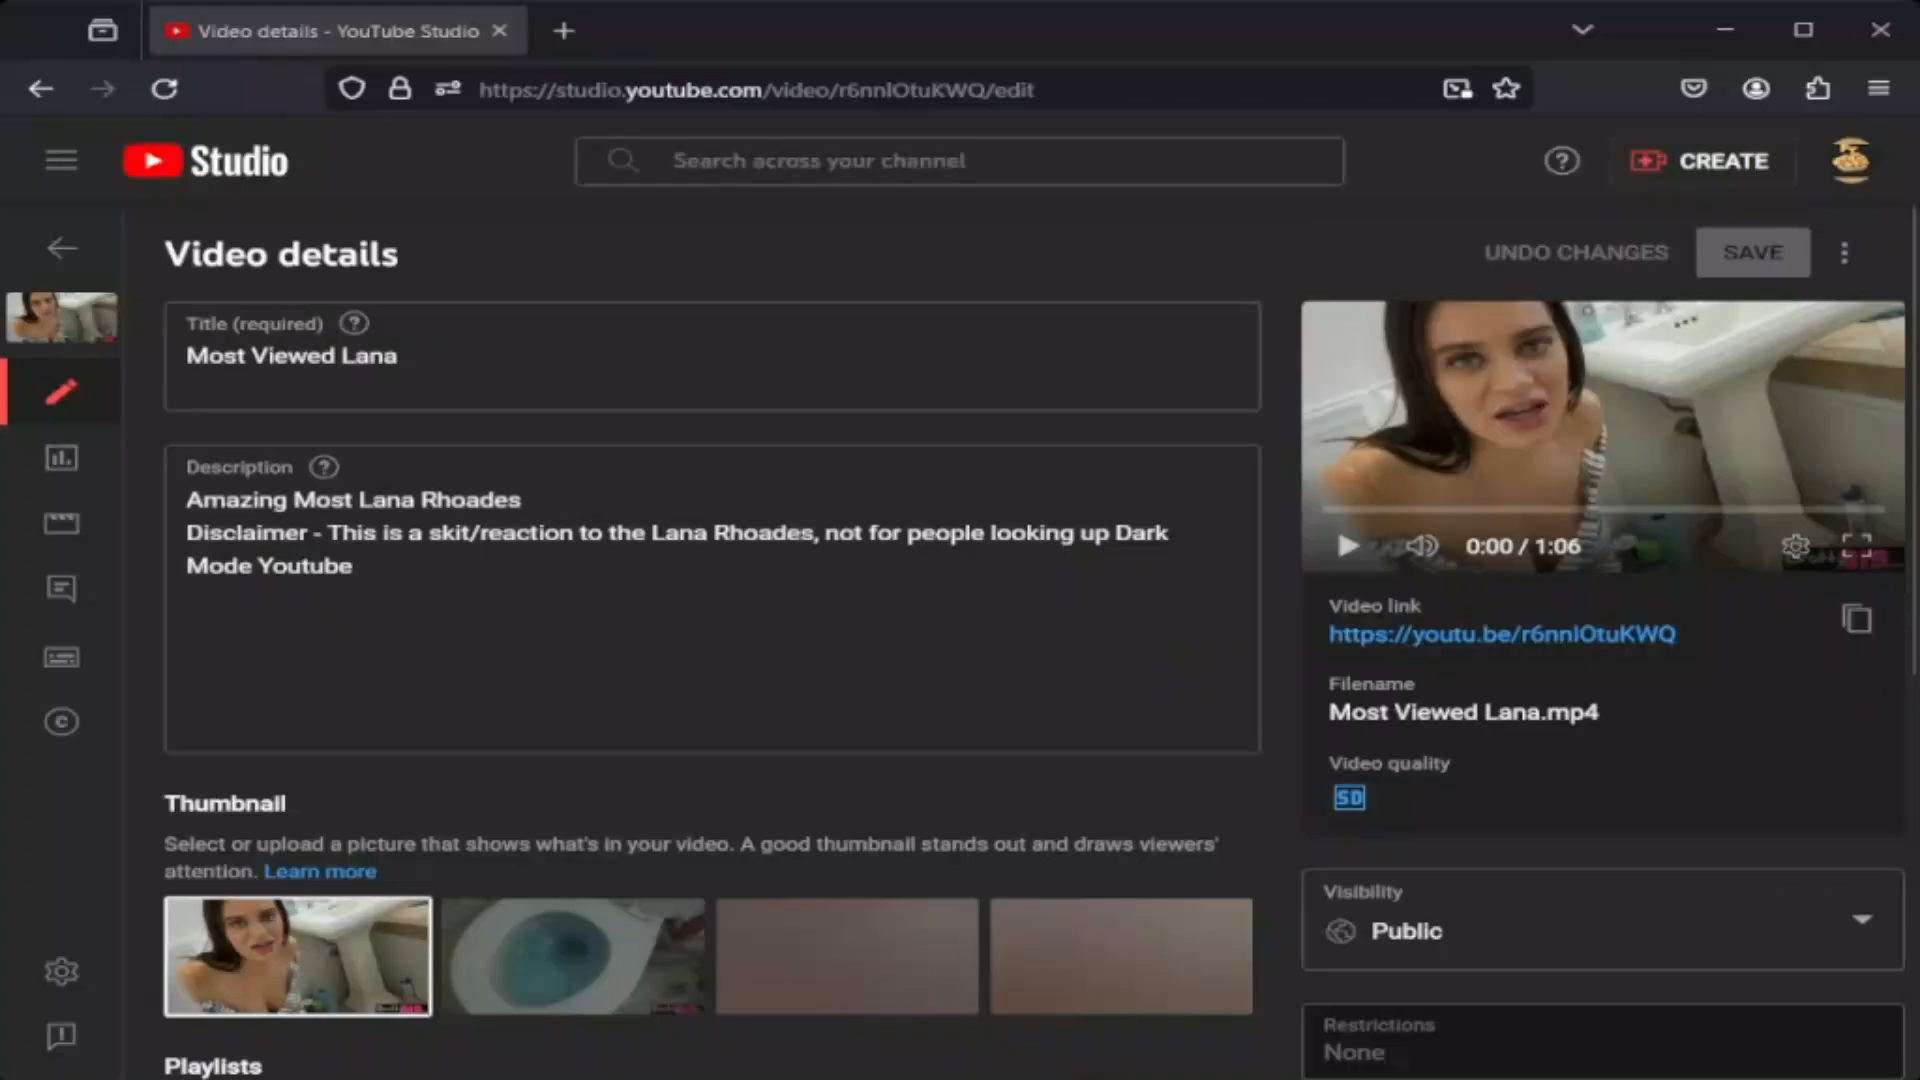 Video details - YouTube Studio
https://studio.youtube.com/video/r6nnlOtuKWQ/edit
Studio
Search across your channel
CREATE
Video details
UNDO CHANGES
SAVE
Title (required)
Most Viewed Lana
Description
Amazing Most Lana Rhoades
Disclaimer - This is a skit/reaction to the Lana Rhoades, not for people looking up Dark
Mode Youtube
0:00 / 1:06
Video link
https://youtu.be/r6nnlOtuKWQ
Filename
Most Viewed Lana.mp4
Video quality
SD
Thumbnail
Select or upload a picture that shows what's in your video. A good thumbnail stands out and draws viewers'
attention. Learn more
Visibility
Public
Restrictions
None
Playlists